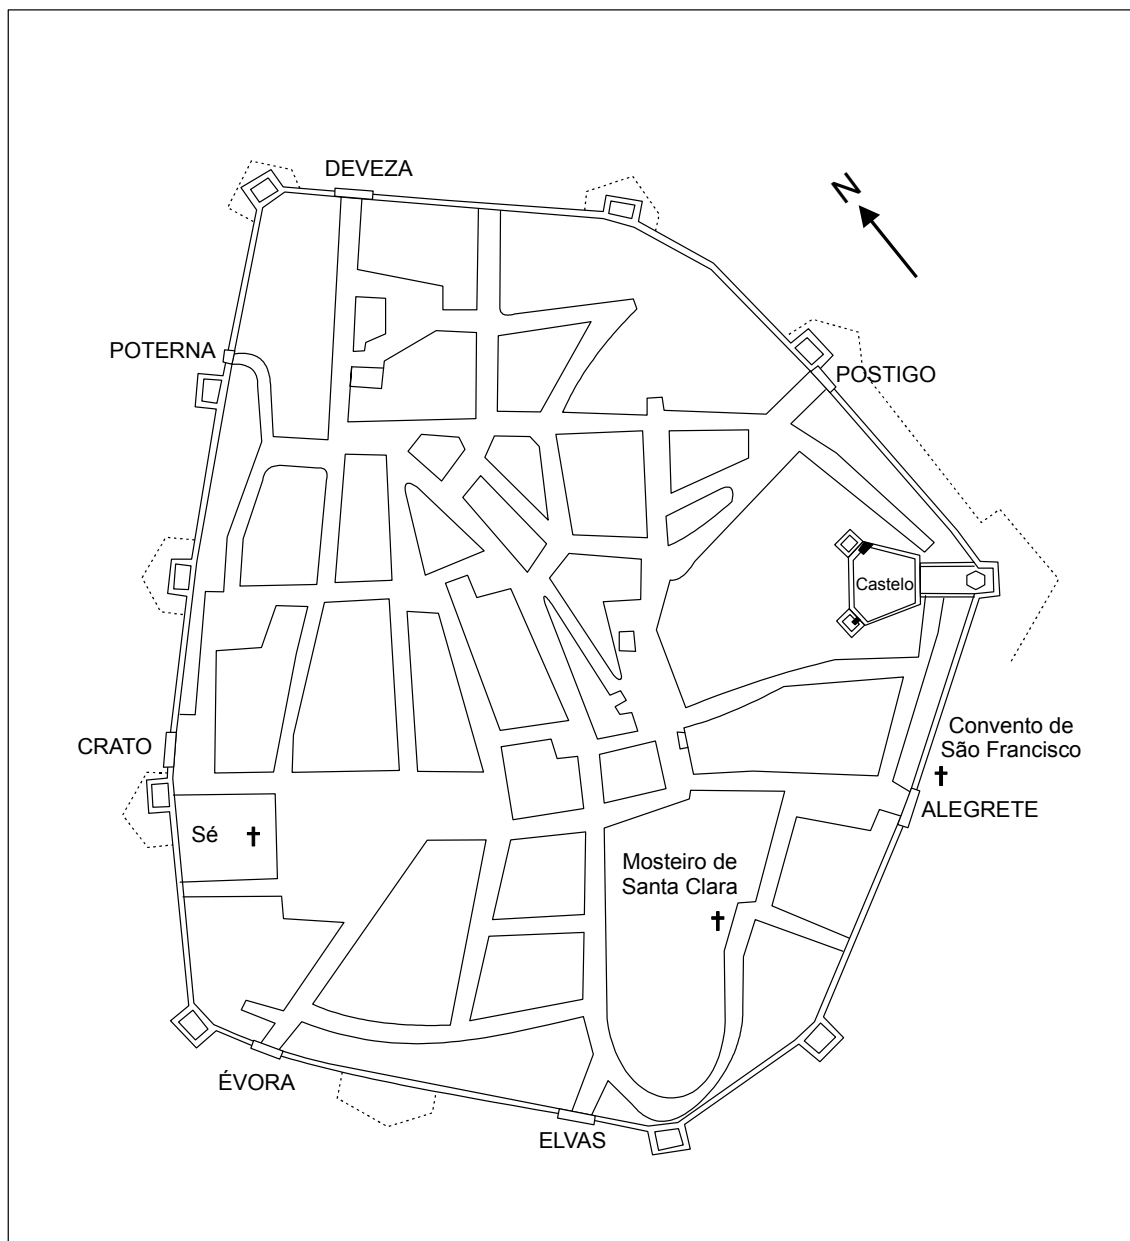 DEVEZA
N
POTERNA
POSTIGO
Castelo
CRATO
Convento de
São Francisco
ALEGRETE
Sé
Mosteiro de
Santa Clara
ÉVORA
ELVAS